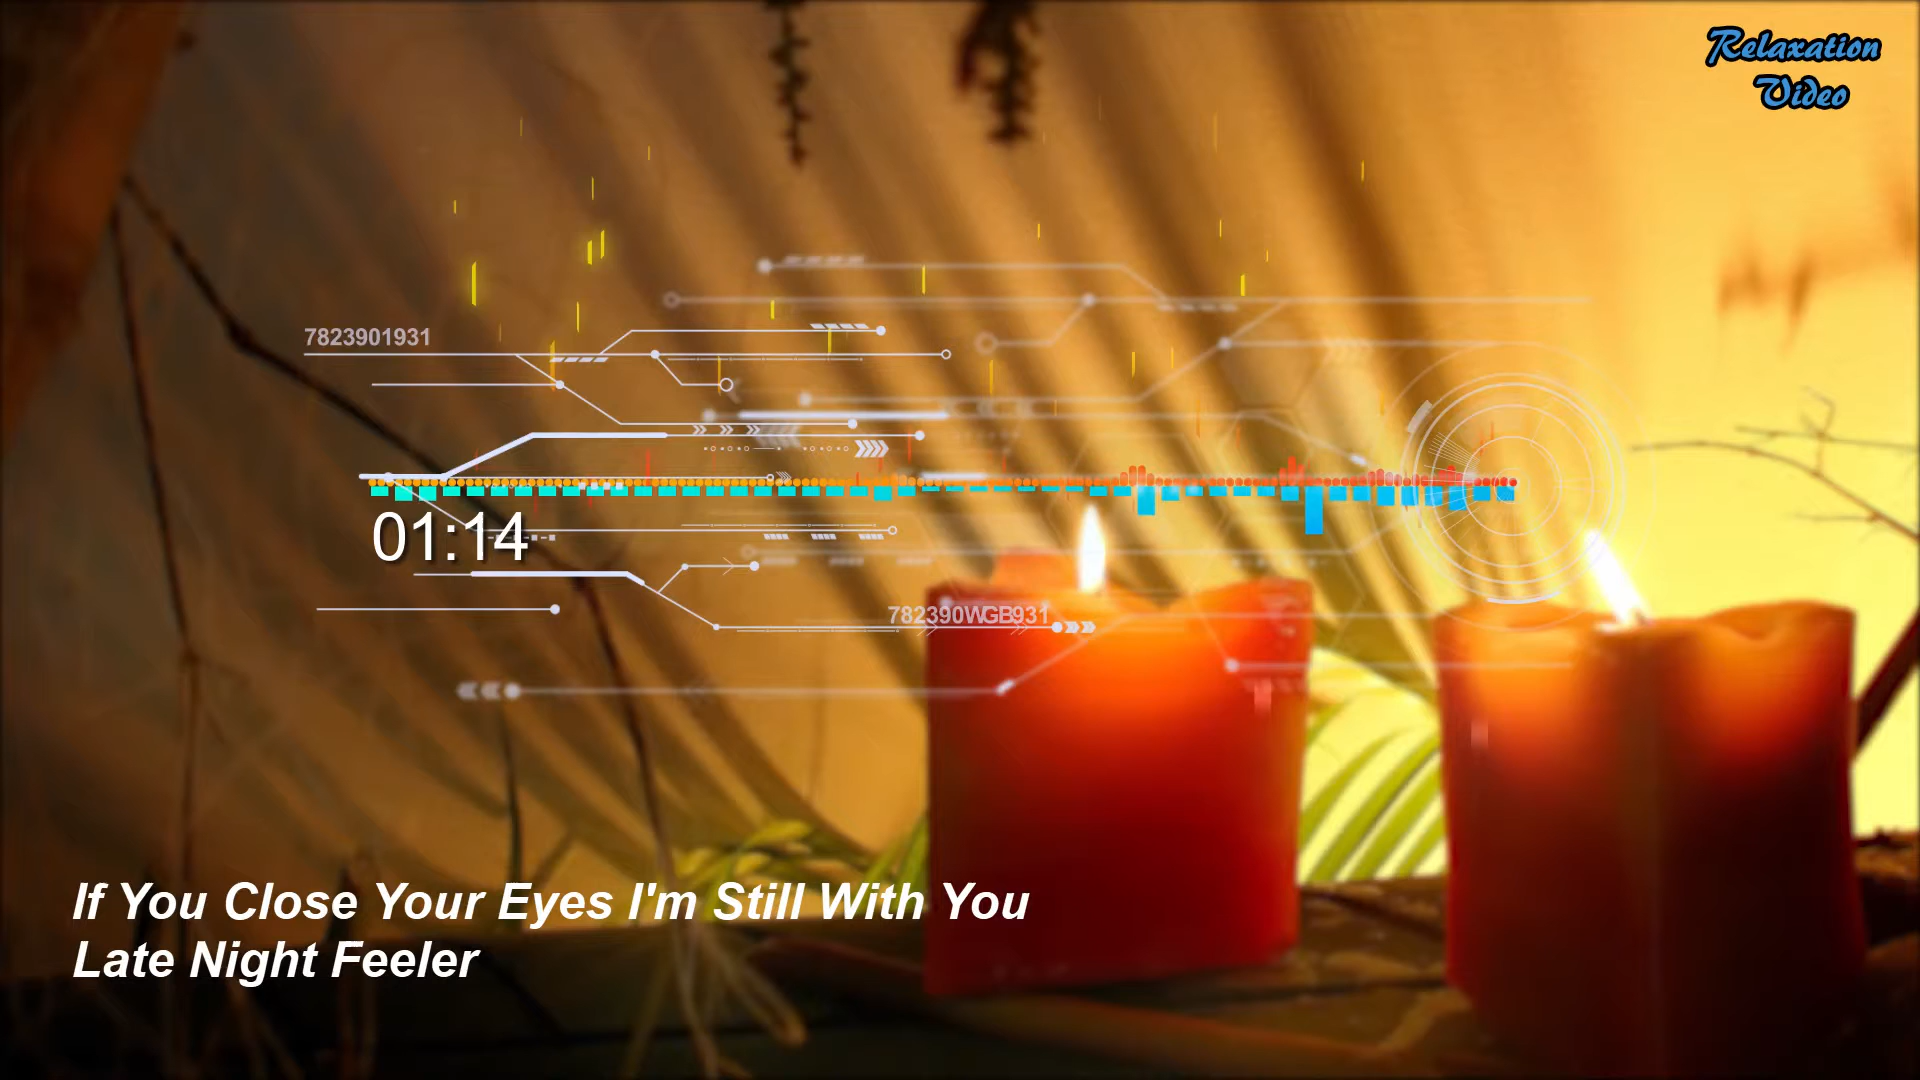 Relaxation
Video
7823901931
01:14
782390WGB931
If You Close Your Eyes I'm Still With You
Late Night Feeler